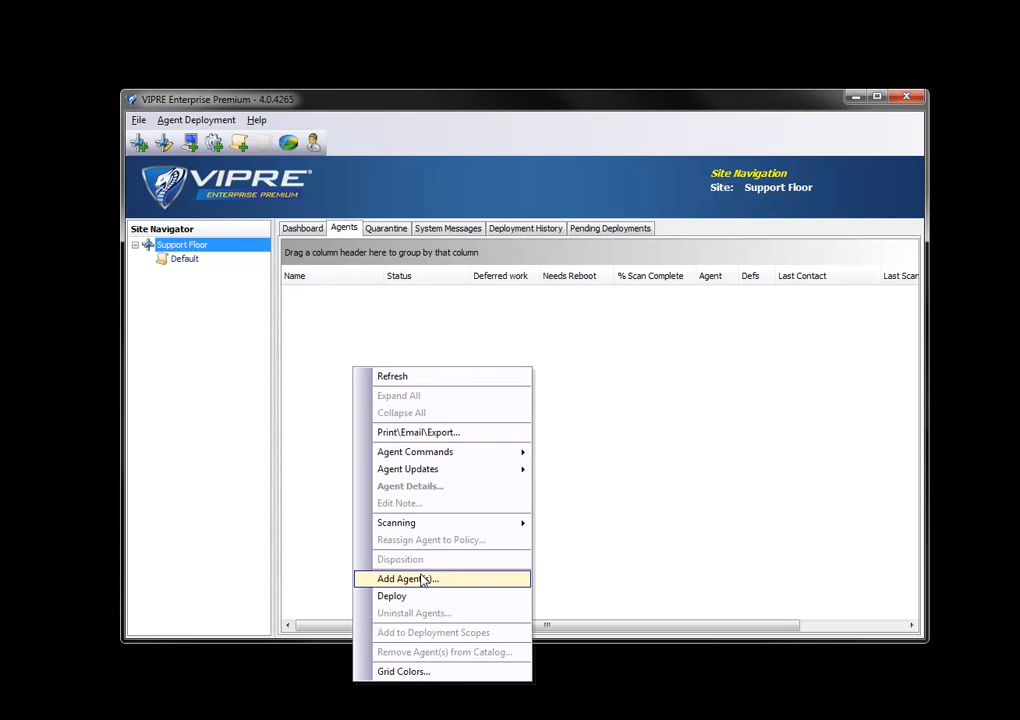 VIPRE Enterprise Premium - 4.0.4265
File Agent Deployment Help
VIPRE
ENTERPRISE PREMIUM
Site Navigation
Site: Support Floor
Site Navigator
Support Floor
Default
Dashboard Agents Quarantine System Messages Deployment History Pending Deployments
Drag a column header here to group by that column
Name Status Deferred work Needs Reboot % Scan Complete Agent Defs Last Contact Last Scan
Refresh
Expand All
Collapse All
Print\Email\Export...
Agent Commands
Agent Updates
Agent Details...
Edit Note...
Scanning
Reassign Agent to Policy...
Disposition
Add Agent(s)...
Deploy
Uninstall Agents...
Add to Deployment Scopes
Remove Agent(s) from Catalog...
Grid Colors...